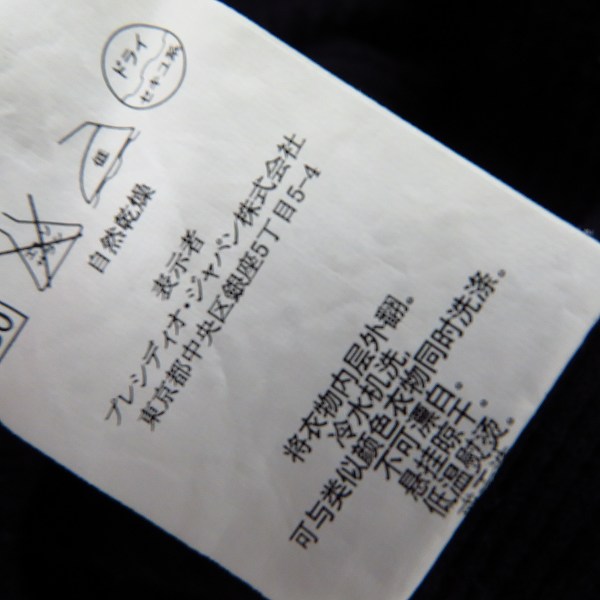 ドライ
セキユ系
低
自然乾燥
表示者
プレシディオ・ジャパン株式会社
東京都中央区銀座5丁目5-4
将衣物内层外翻。
冷水机洗。
可与类似颜色衣物同时洗涤。
不可漂白。
悬挂晾干。
低温熨烫。